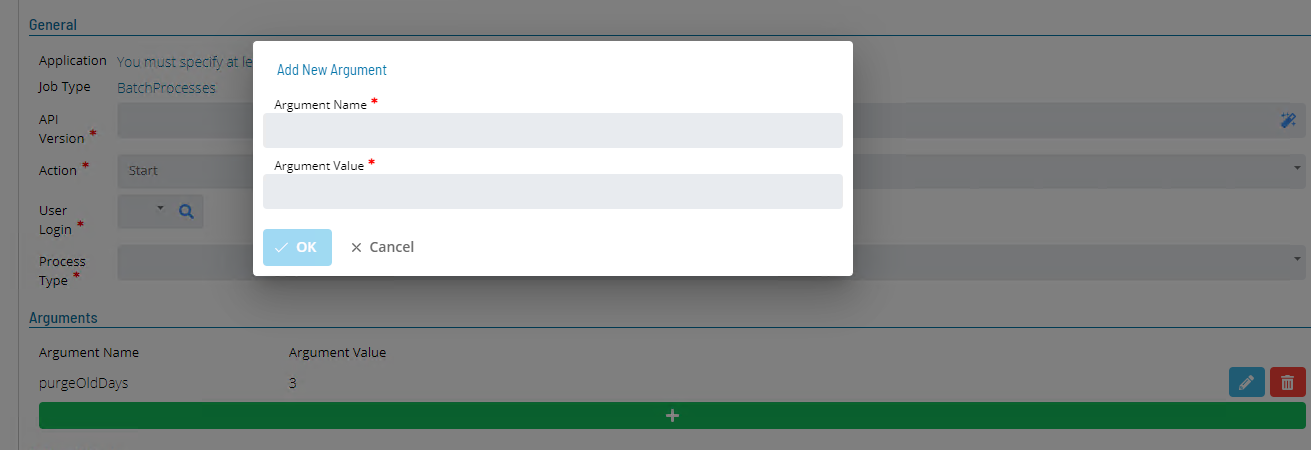 General
Application You must specify at le
Job Type BatchProcesses
API
Version *
Action * Start
User
Login *
Process
Type *
Add New Argument
Argument Name *
Argument Value *
OK Cancel
Arguments
Argument Name Argument Value
purgeOldDays 3